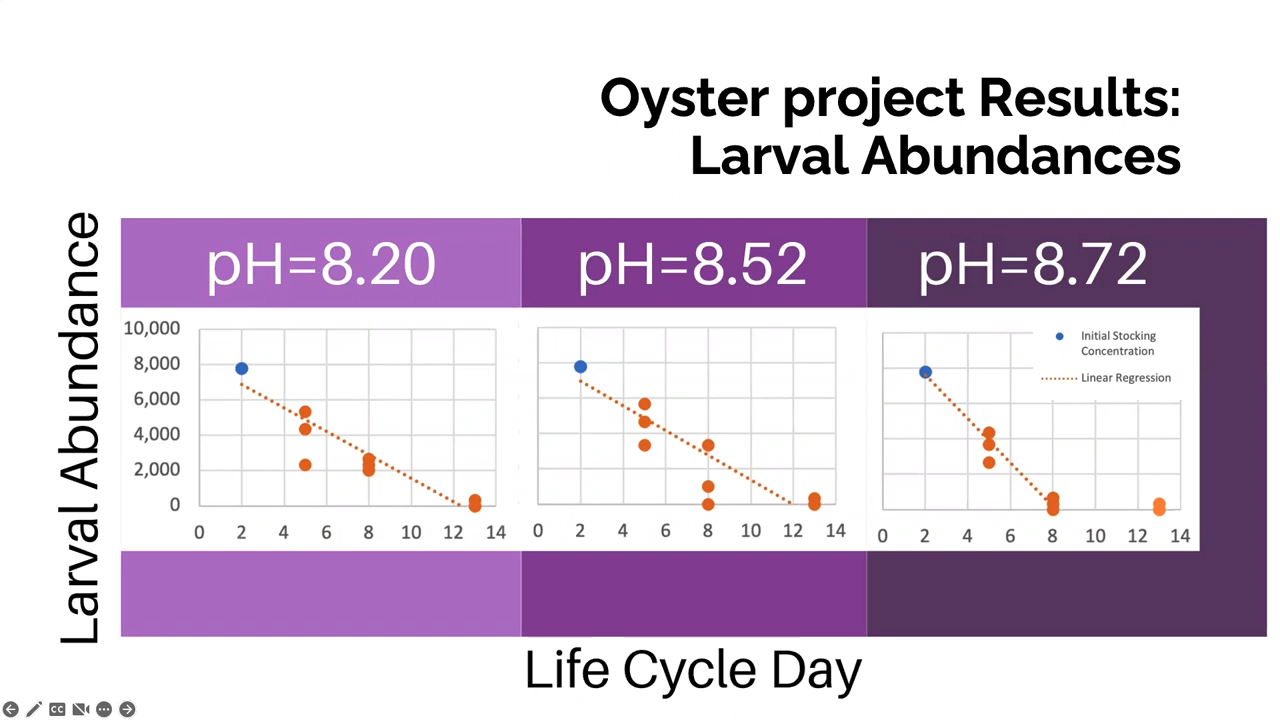 Oyster project Results:
Larval Abundances
Larval Abundance
pH=8.20
pH=8.52
pH=8.72
10,000
8,000
6,000
4,000
2,000
0
0 2 4 6 8 10 12 14
0 2 4 6 8 10 12 14
Initial Stocking
Concentration
Linear Regression
0 2 4 6 8 10 12 14
Life Cycle Day
CC